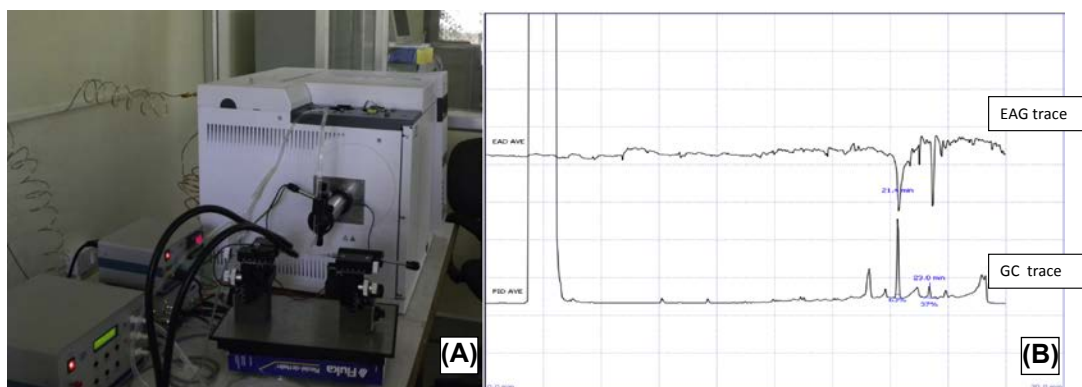 Fluka
(A)
EAG trace
EAD AVE
21.4 min
GC trace
23.0 min
FID AVE
63%
37%
(B)